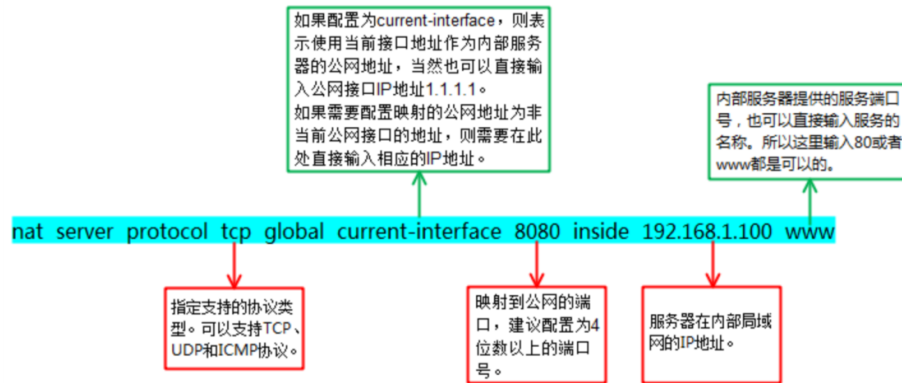 如果配置为current-interface，则表
示使用当前接口地址作为内部服务
器的公网地址，当然也可以直接输
入公网接口IP地址1.1.1.1。
如果需要配置映射的公网地址为非
当前公网接口的地址，则需要在此
处直接输入相应的IP地址。
内部服务器提供的服务端口
号，也可以直接输入服务的
名称。所以这里输入80或者
www都是可以的。
nat server protocol tcp global current-interface 8080 inside 192.168.1.100 www
指定支持的协议类
型。可以支持TCP、
UDP和ICMP协议。
映射到公网的端
口，建议配置为4
位数以上的端口
号。
服务器在内部局域
网的IP地址。